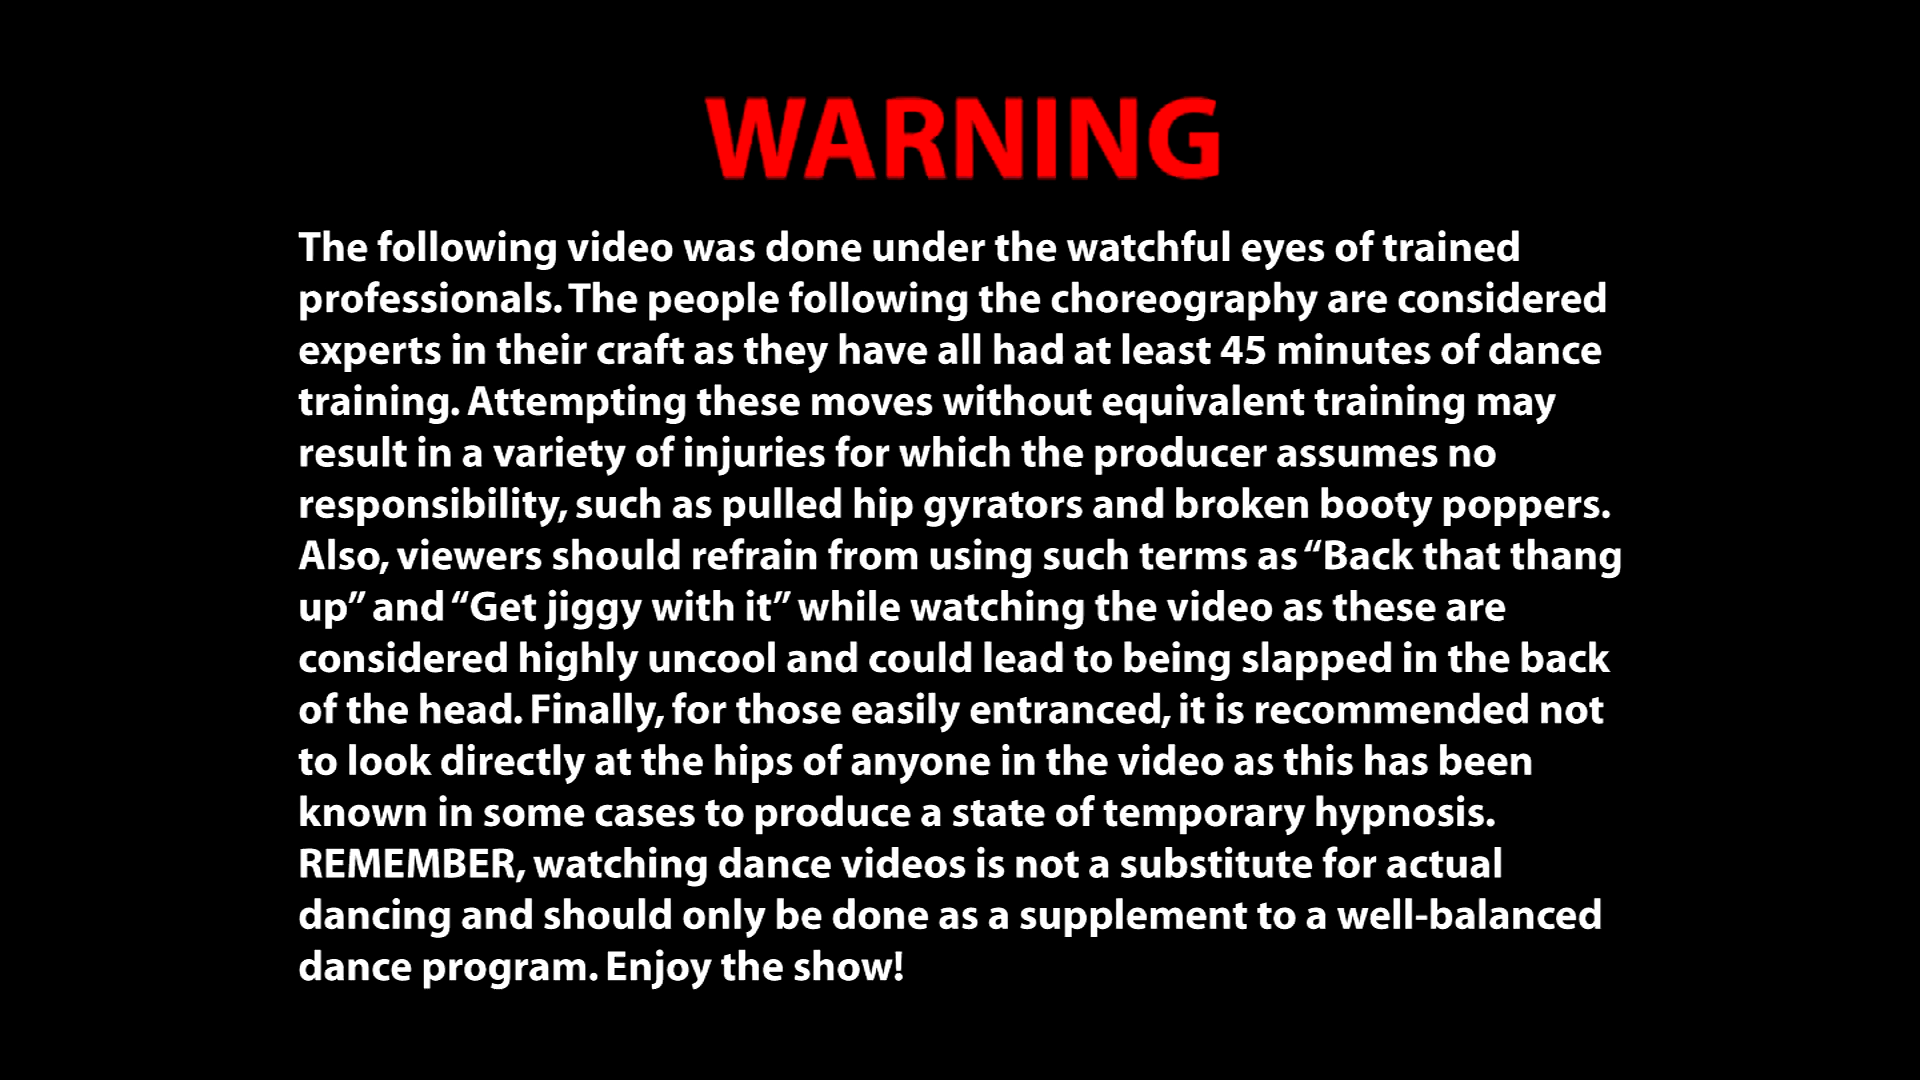 WARNING
The following video was done under the watchful eyes of trained
professionals. The people following the choreography are considered
experts in their craft as they have all had at least 45 minutes of dance
training. Attempting these moves without equivalent training may
result in a variety of injuries for which the producer assumes no
responsibility, such as pulled hip gyrators and broken booty poppers.
Also, viewers should refrain from using such terms as “Back that thang
up” and “Get jiggy with it” while watching the video as these are
considered highly uncool and could lead to being slapped in the back
of the head. Finally, for those easily entranced, it is recommended not
to look directly at the hips of anyone in the video as this has been
known in some cases to produce a state of temporary hypnosis.
REMEMBER, watching dance videos is not a substitute for actual
dancing and should only be done as a supplement to a well-balanced
dance program. Enjoy the show!